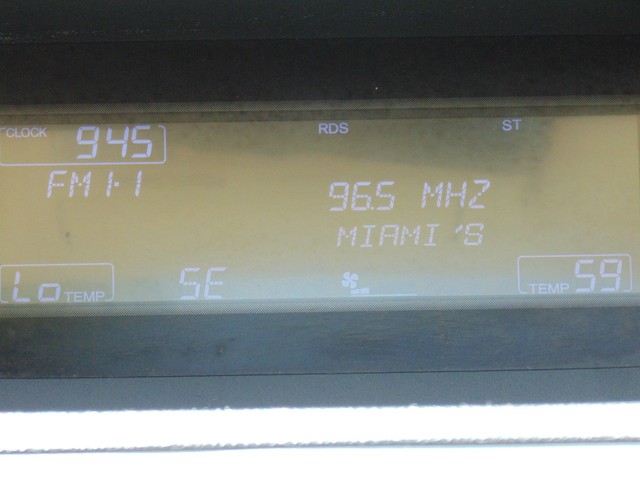 CLOCK 945 RDS ST
FM1-1 96.5 MHZ
MIAMI'S
Lo TEMP SE TEMP 59